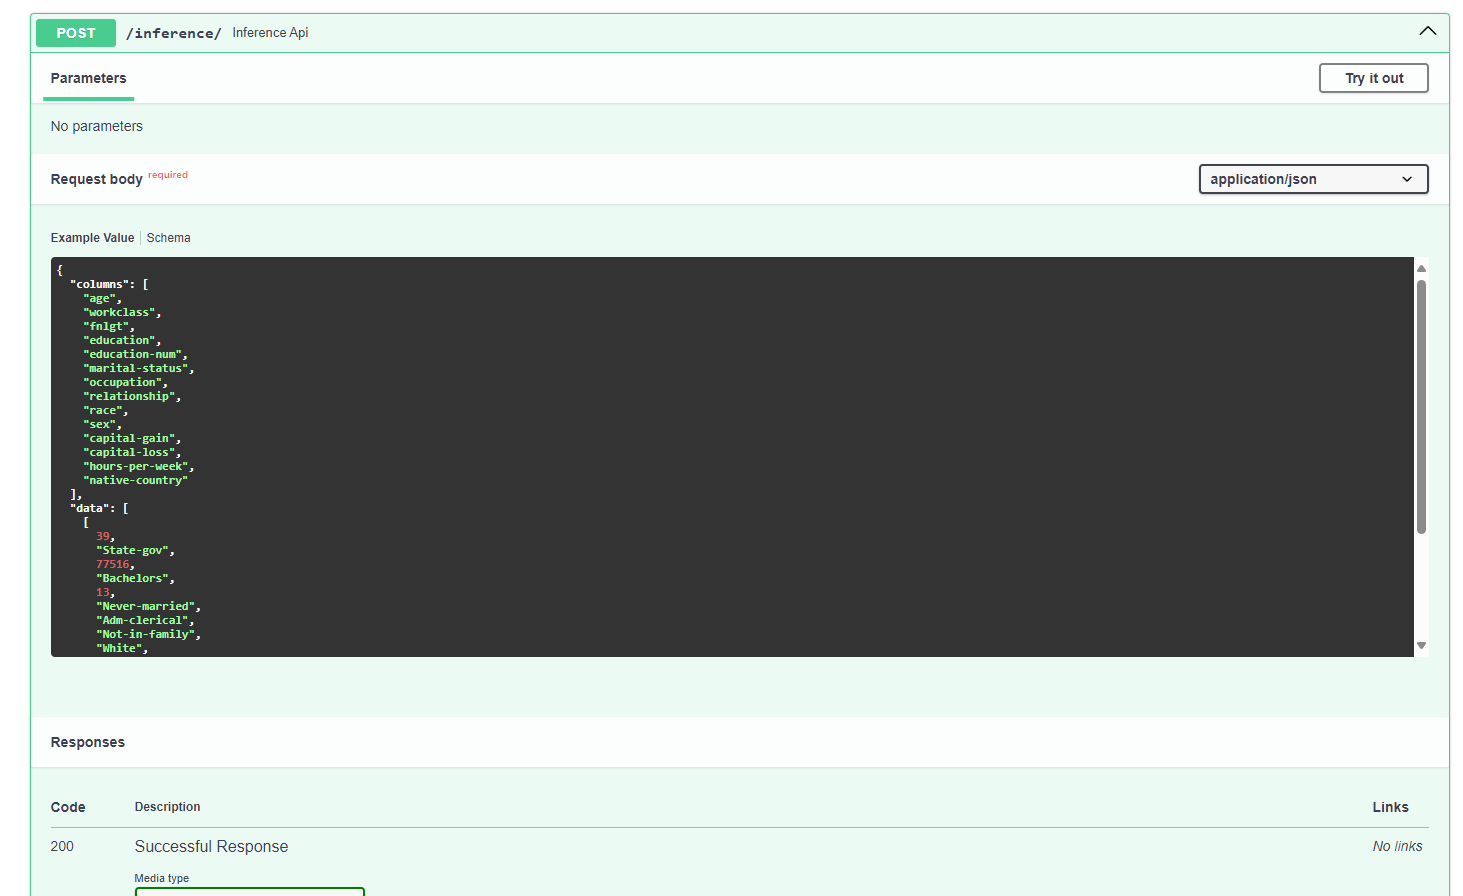 POST /inference/ Inference Api
Parameters
Try it out
No parameters
Request body required
application/json
Example Value Schema
{
  "columns": [
    "age",
    "workclass",
    "fnlgt",
    "education",
    "education-num",
    "marital-status",
    "occupation",
    "relationship",
    "race",
    "sex",
    "capital-gain",
    "capital-loss",
    "hours-per-week",
    "native-country"
  ],
  "data": [
    [
      39,
      "State-gov",
      77516,
      "Bachelors",
      13,
      "Never-married",
      "Adm-clerical",
      "Not-in-family",
      "White",
Responses
Code Description Links
200 Successful Response No links
Media type